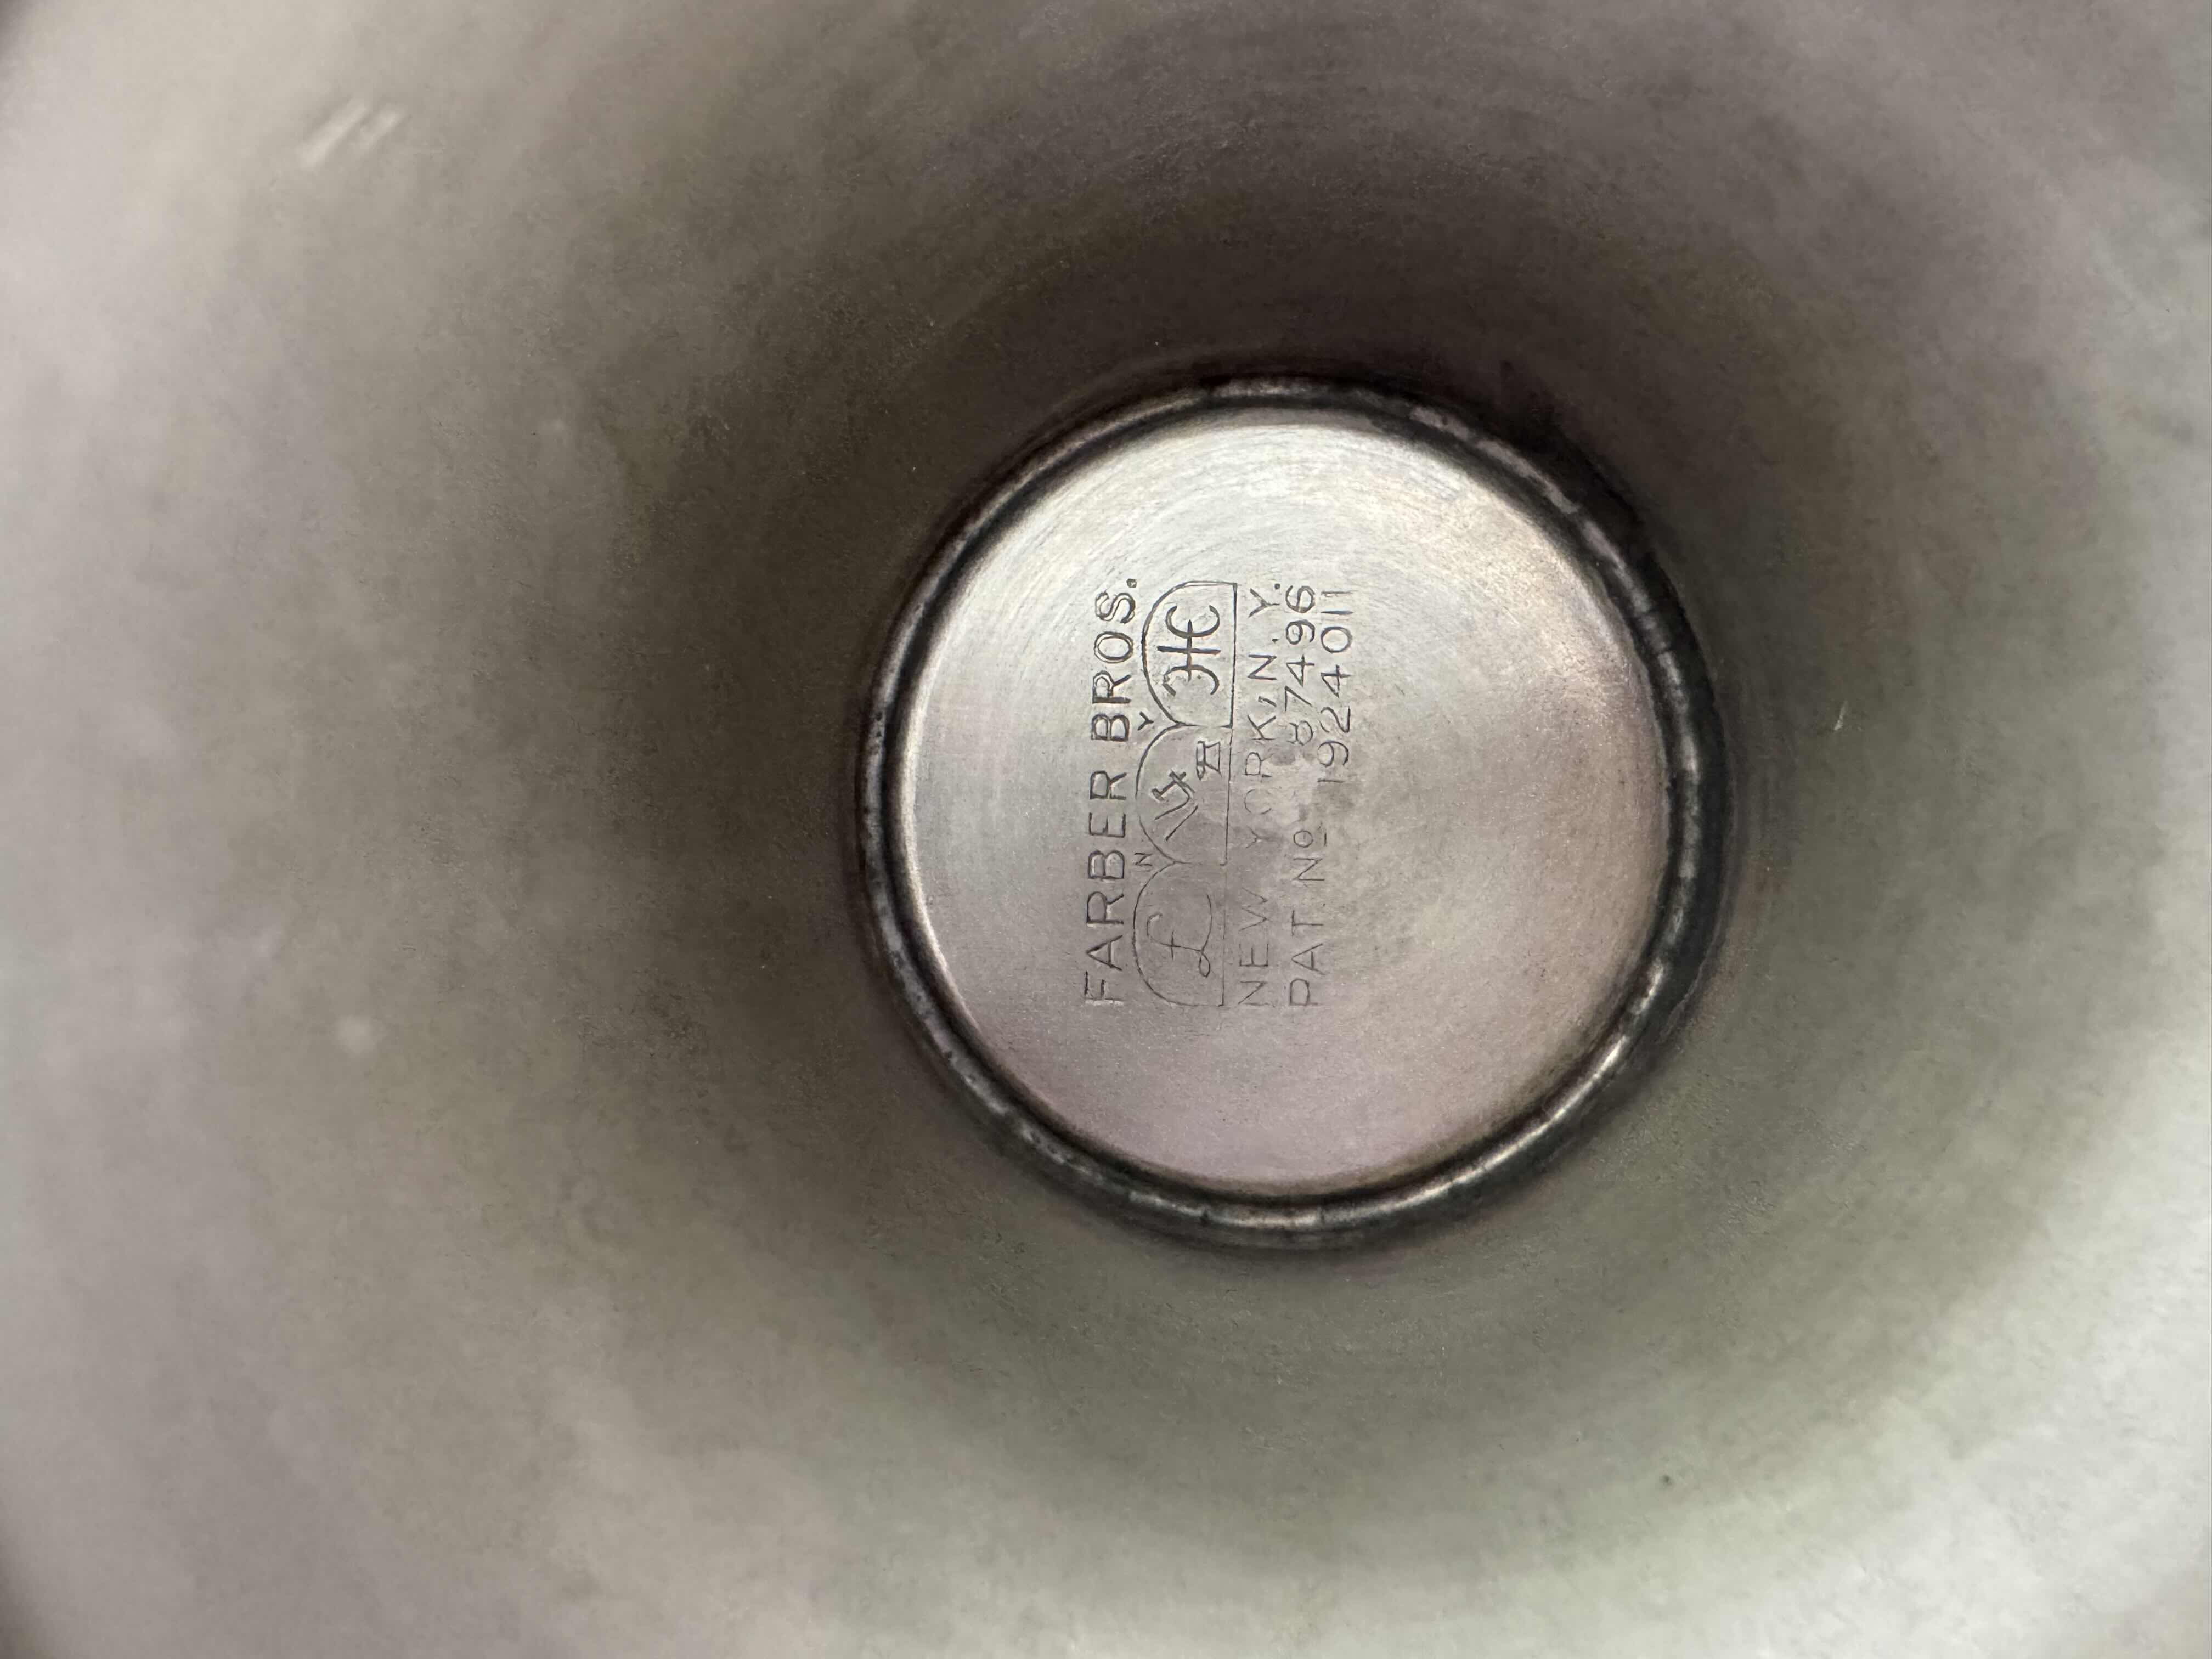 FARBER BROS.
N Y
NEW YORK, N.Y.
PAT. Nº 87496
1924011